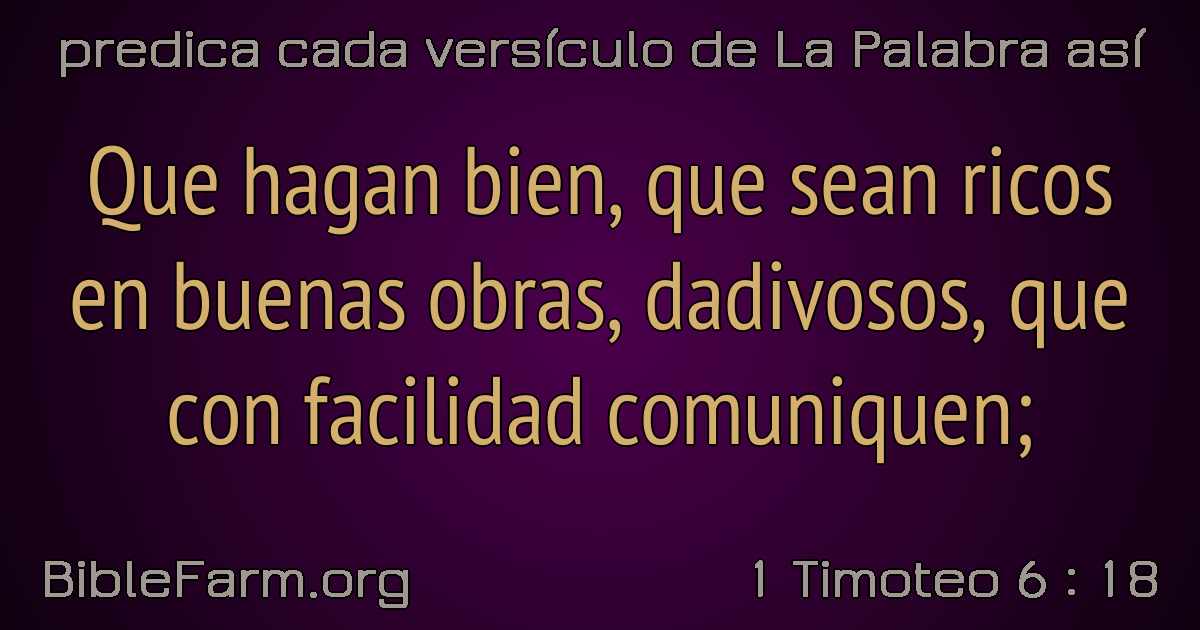 predica cada versículo de La Palabra así
Que hagan bien, que sean ricos
en buenas obras, dadivosos, que
con facilidad comuniquen;
BibleFarm.org
1 Timoteo 6 : 18